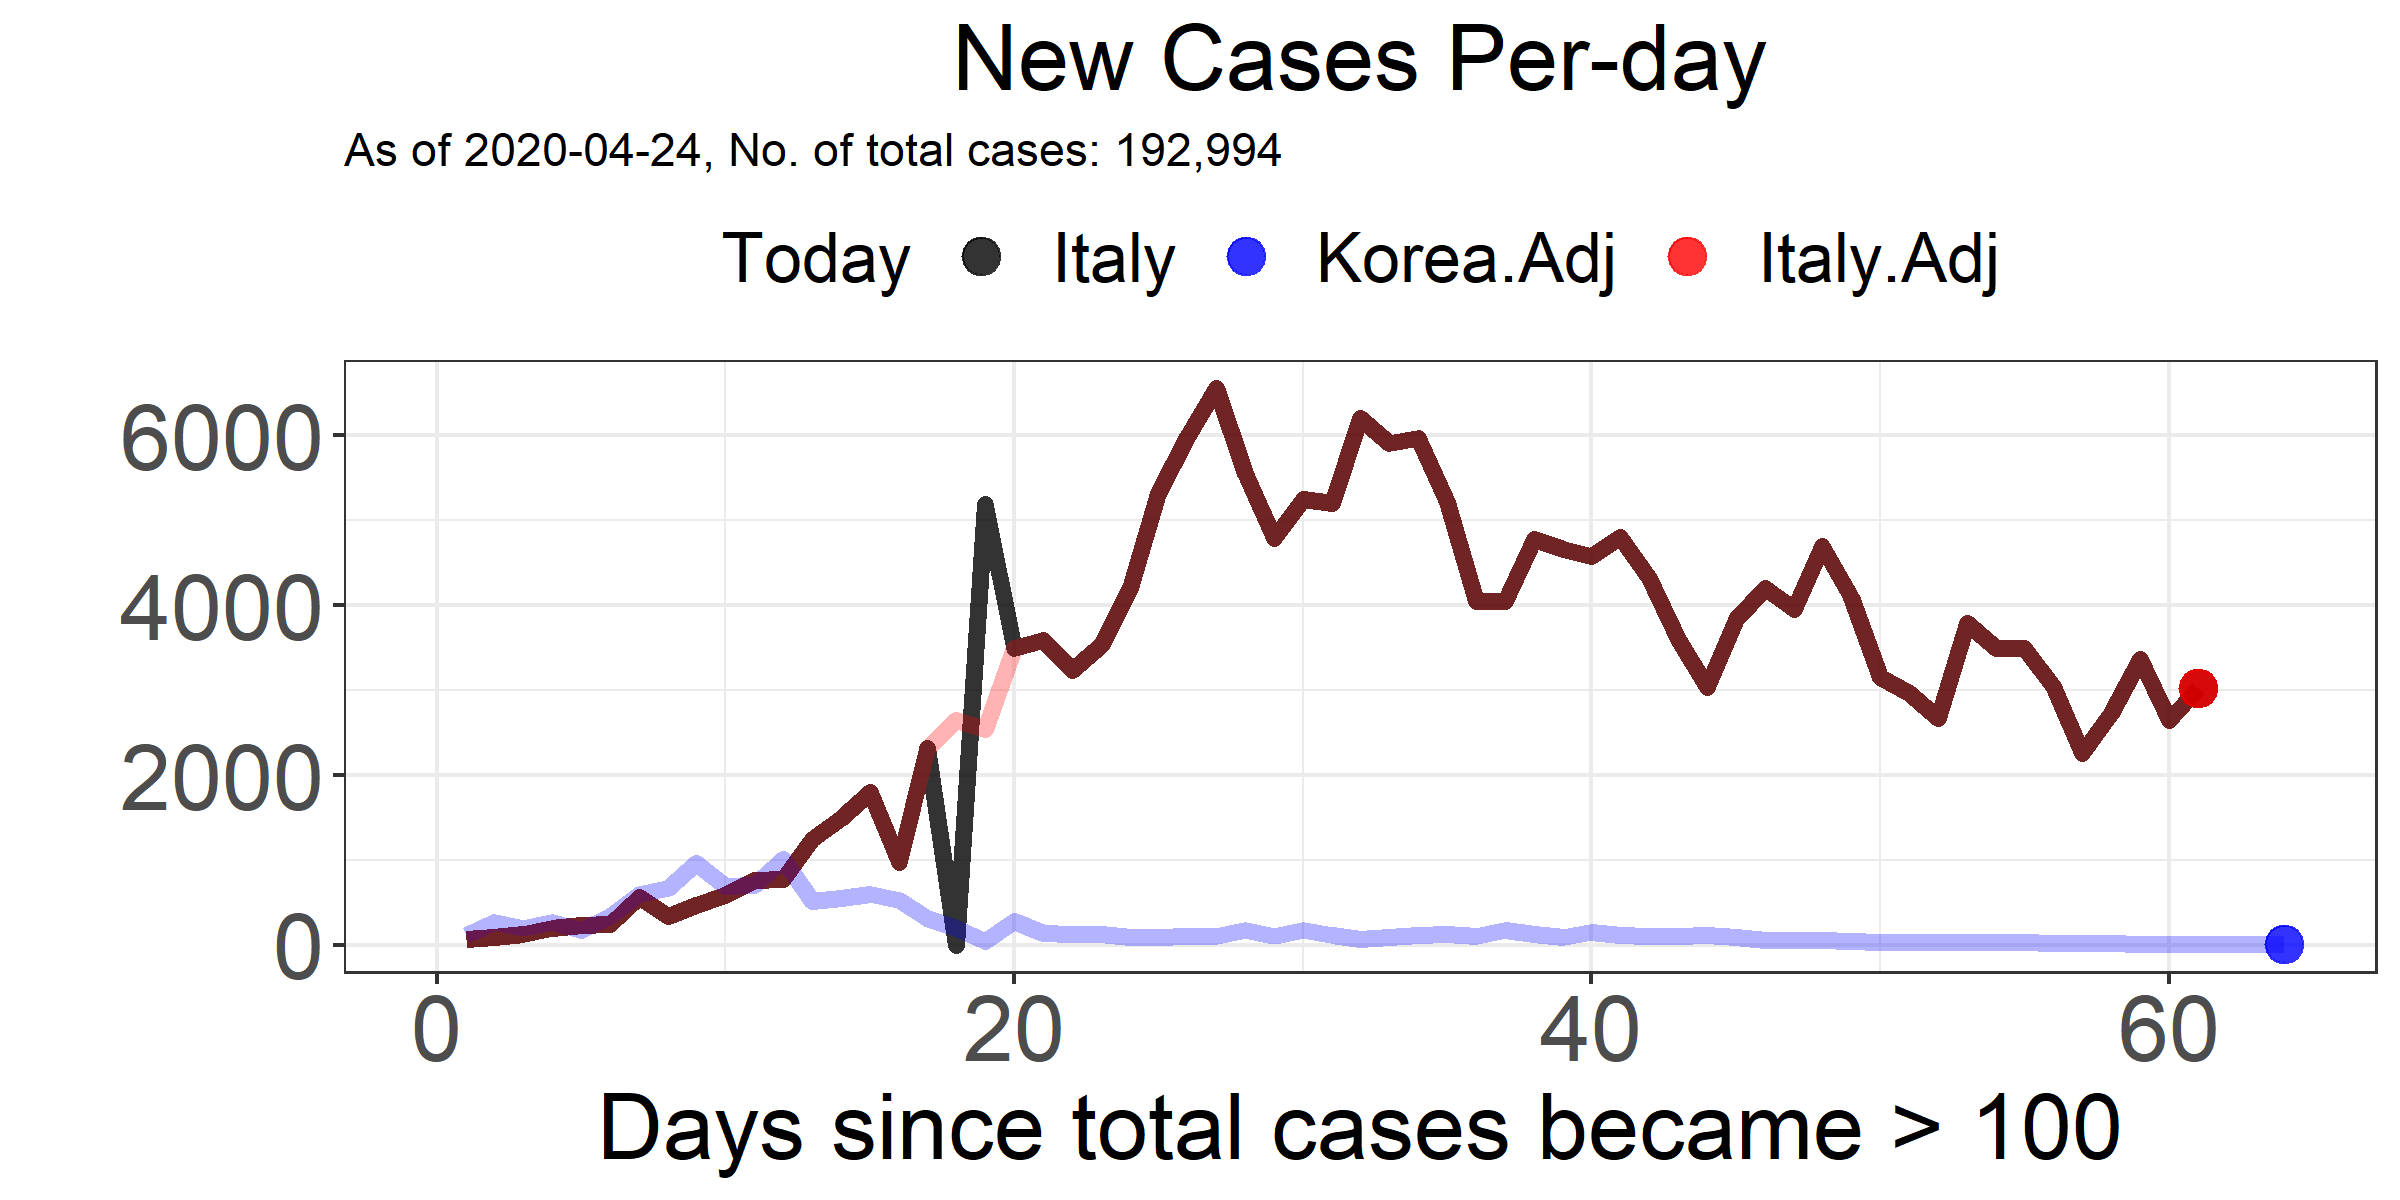 New Cases Per-day
As of 2020-04-24, No. of total cases: 192,994
Today Italy Korea.Adj Italy.Adj
6000
4000
2000
0
0 20 40 60
Days since total cases became > 100